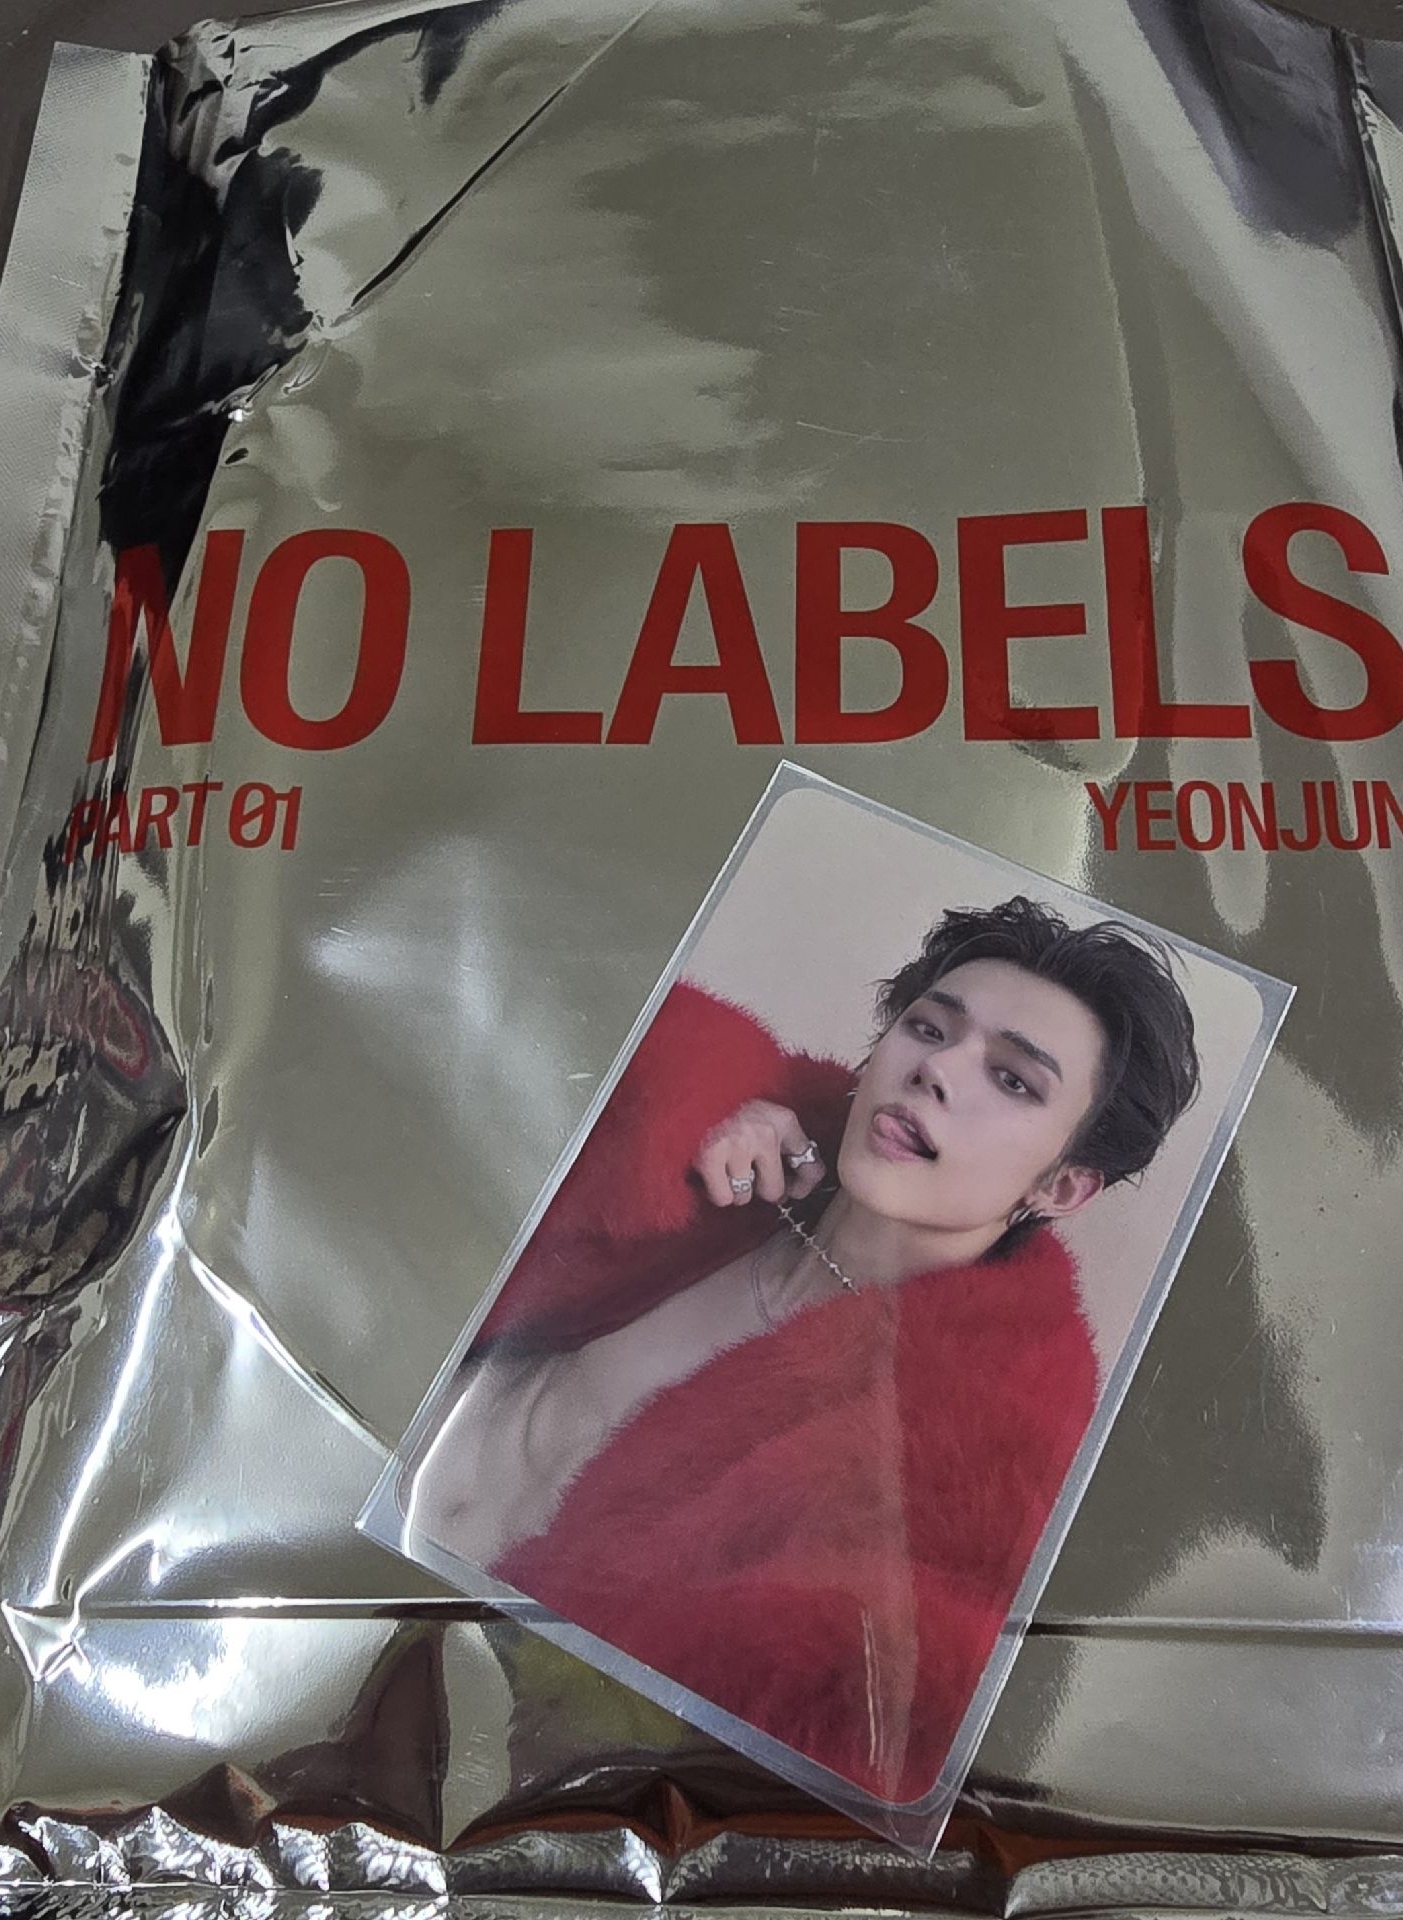 NO LABELS
PART 01
YEONJUN